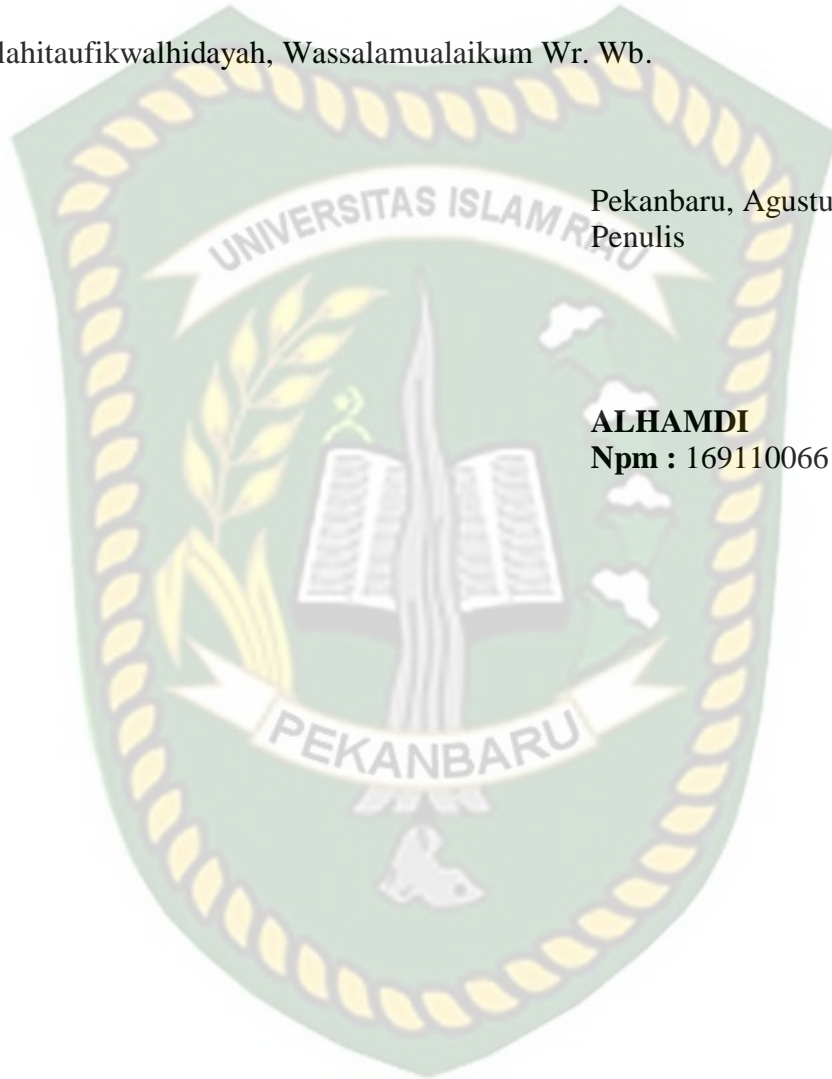 lahitaufikwalhidayah, Wassalamualaikum Wr. Wb.
UNIVERSITAS ISLAM RIAU
Pekanbaru, Agustu
Penulis
ALHAMDI
Npm : 169110066
PEKANBARU